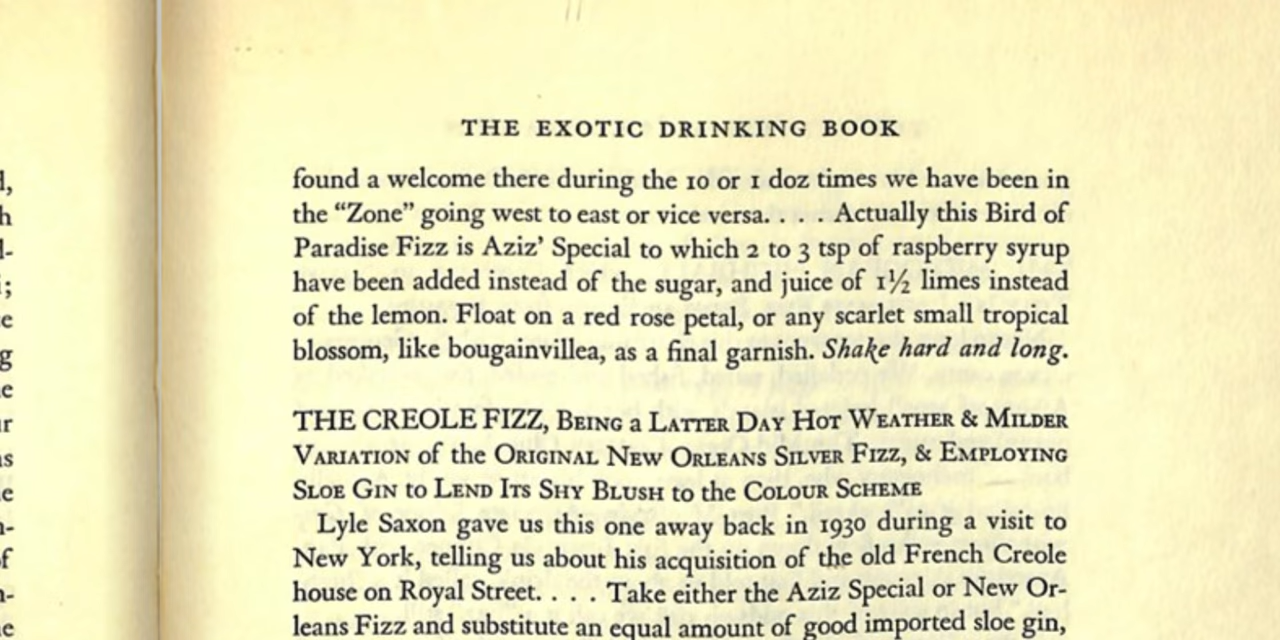 THE EXOTIC DRINKING BOOK
found a welcome there during the 10 or 1 doz times we have been in
the “Zone” going west to east or vice versa. . . . Actually this Bird of
Paradise Fizz is Aziz’ Special to which 2 to 3 tsp of raspberry syrup
have been added instead of the sugar, and juice of 1½ limes instead
of the lemon. Float on a red rose petal, or any scarlet small tropical
blossom, like bougainvillea, as a final garnish. Shake hard and long.
THE CREOLE FIZZ, Being a Latter Day Hot Weather & Milder
Variation of the Original New Orleans Silver Fizz, & Employing
Sloe Gin to Lend Its Shy Blush to the Colour Scheme
Lyle Saxon gave us this one away back in 1930 during a visit to
New York, telling us about his acquisition of the old French Creole
house on Royal Street. . . . Take either the Aziz Special or New Or-
leans Fizz and substitute an equal amount of good imported sloe gin,